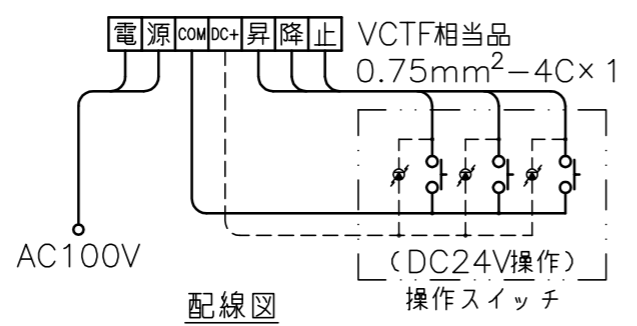 電源COMDC+昇降止
VCTF相当品
0.75mm²−4C×1
AC100V
(DC24V操作)
操作スイッチ
配線図